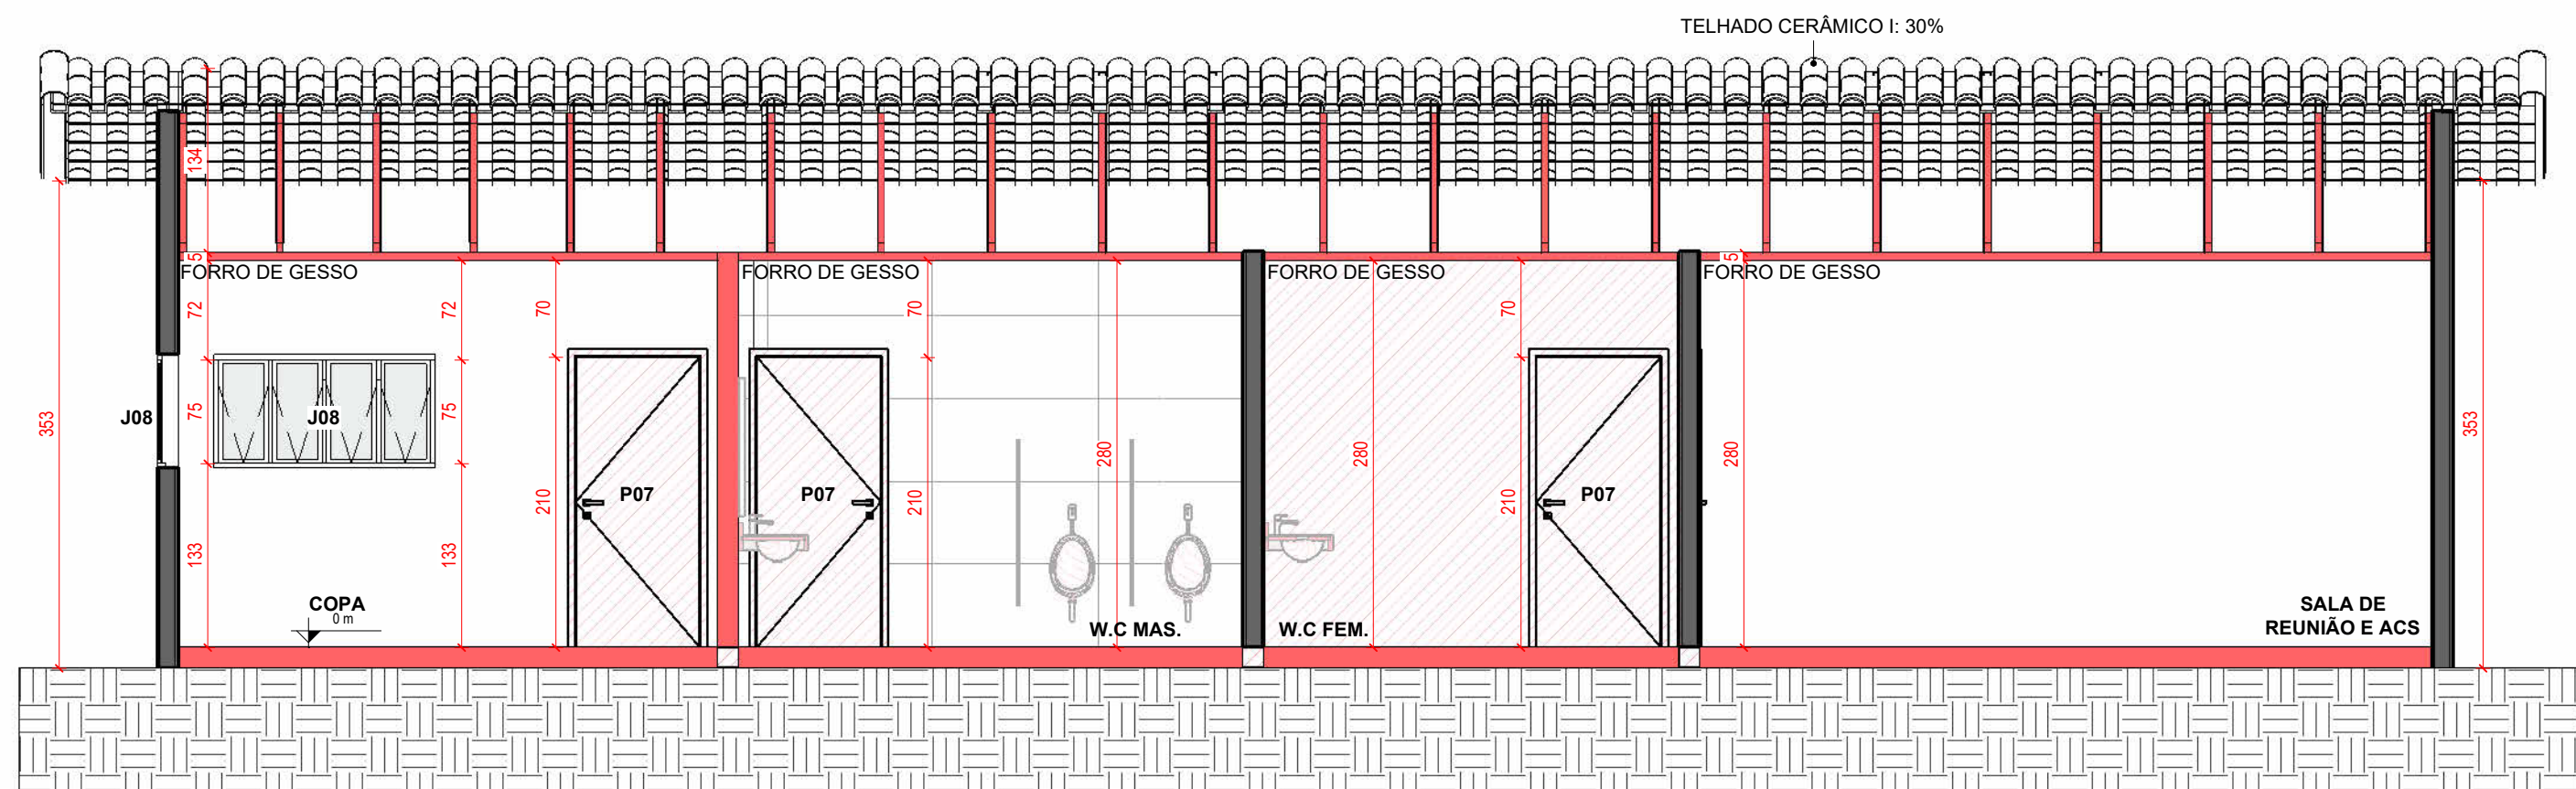 TELHADO CERÂMICO I: 30%
134
5
5
FORRO DE GESSO
FORRO DE GESSO
FORRO DE GESSO
FORRO DE GESSO
72
72
70
70
70
353
J08
75
J08
75
280
280
280
353
210
P07
P07
210
210
P07
133
133
COPA
0 m
W.C MAS.
W.C FEM.
SALA DE
REUNIÃO E ACS